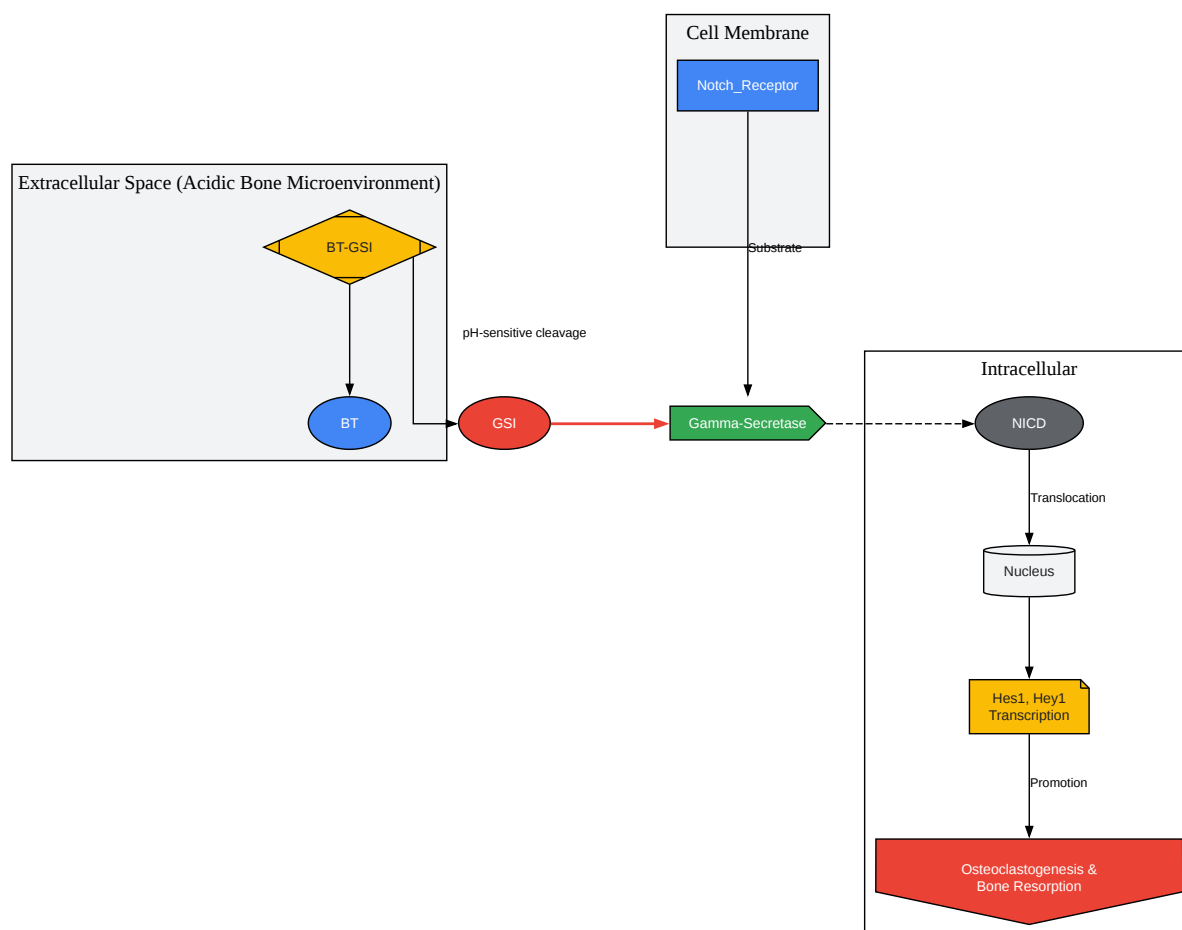 Cell Membrane
Notch_Receptor
Extracellular Space (Acidic Bone Microenvironment)
BT-GSI
Substrate
pH-sensitive cleavage
Intracellular
BT
GSI
Gamma-Secretase
NICD
Translocation
Nucleus
Hes1, Hey1
Transcription
Promotion
Osteoclastogenesis &
Bone Resorption